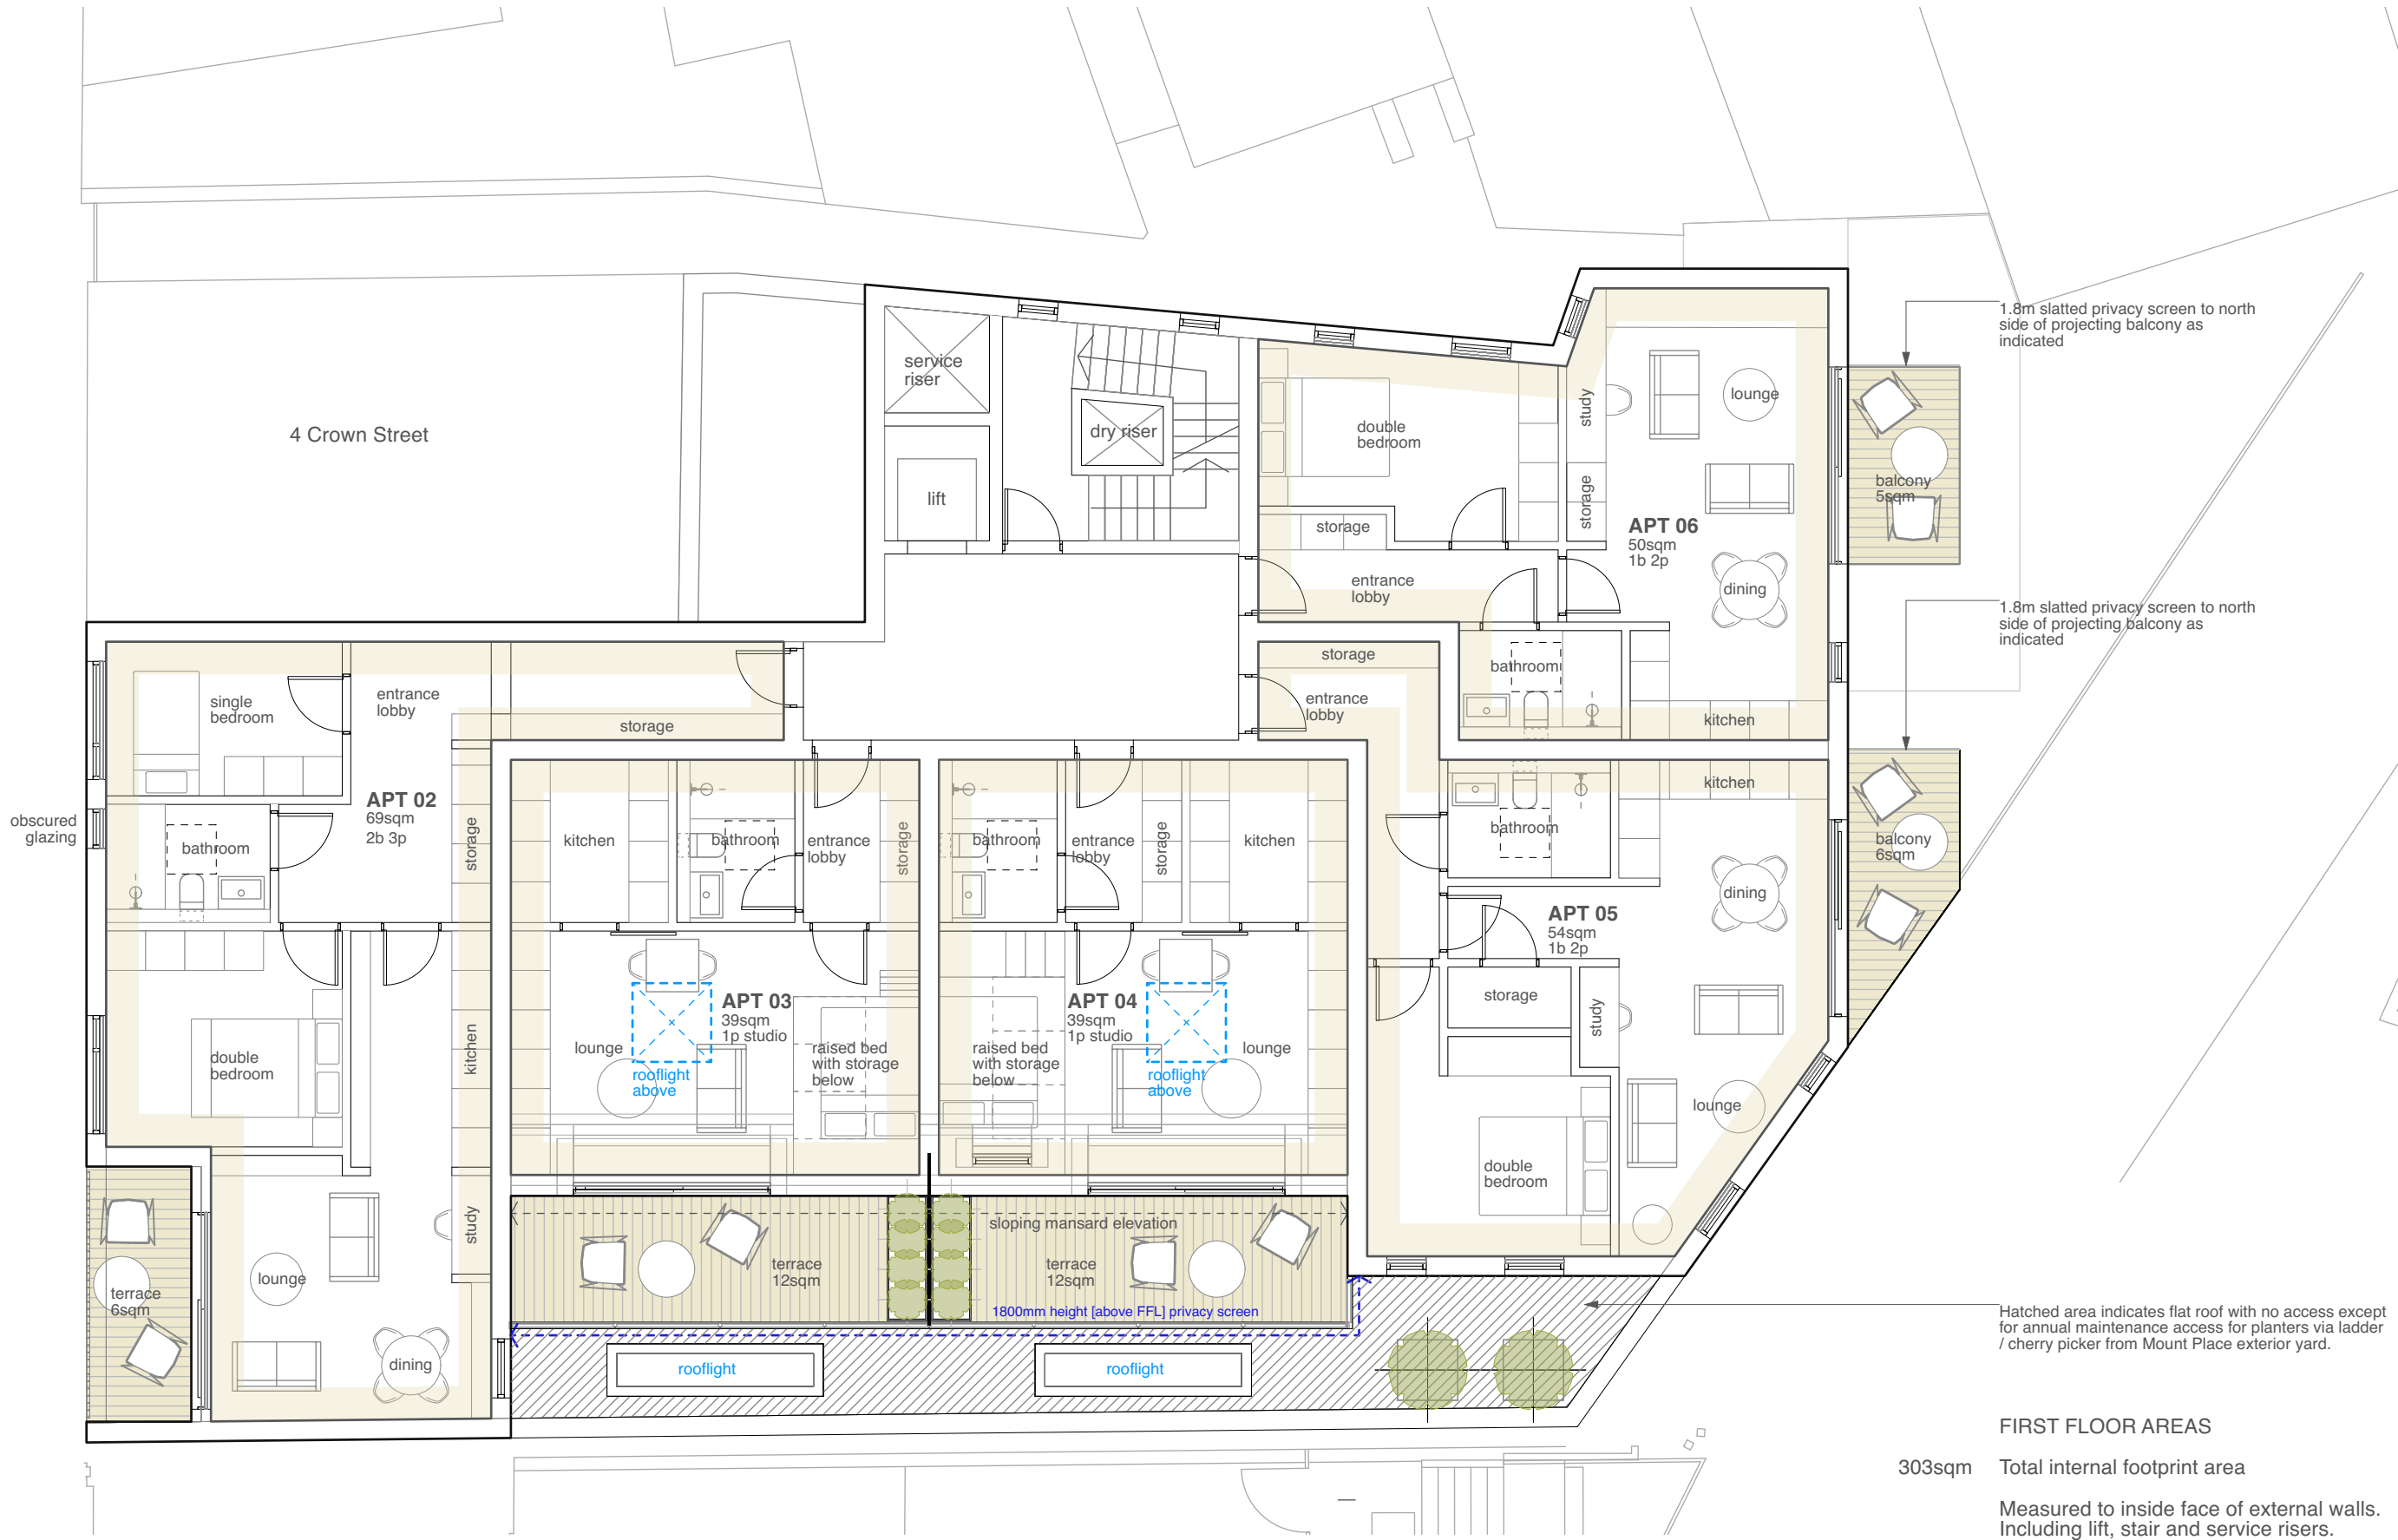 1.8m slatted privacy screen to north
side of projecting balcony as
indicated
service
riser
dry riser
lift
4 Crown Street
double
bedroom
study
lounge
storage
storage
APT 06
50sqm
1b 2p
balcony
5sqm
entrance
lobby
dining
bathroom
kitchen
1.8m slatted privacy screen to north
side of projecting balcony as
indicated
single
bedroom
entrance
lobby
storage
APT 02
69sqm
2b 3p
obscured
glazing
bathroom
storage
double
bedroom
kitchen
study
lounge
dining
terrace
6sqm
kitchen
bathroom
entrance
lobby
storage
APT 03
39sqm
1p studio
lounge
rooflight
above
raised bed
with storage
below
terrace
12sqm
bathroom
entrance
lobby
storage
kitchen
APT 04
39sqm
1p studio
raised bed
with storage
below
rooflight
above
lounge
sloping mansard elevation
terrace
12sqm
1800mm height [above FFL] privacy screen
rooflight
rooflight
storage
entrance
lobby
kitchen
bathroom
dining
balcony
6sqm
APT 05
54sqm
1b 2p
storage
study
lounge
double
bedroom
Hatched area indicates flat roof with no access except
for annual maintenance access for planters via ladder
/ cherry picker from Mount Place exterior yard.
FIRST FLOOR AREAS
303sqm Total internal footprint area
Measured to inside face of external walls.
Including lift, stair and service risers.